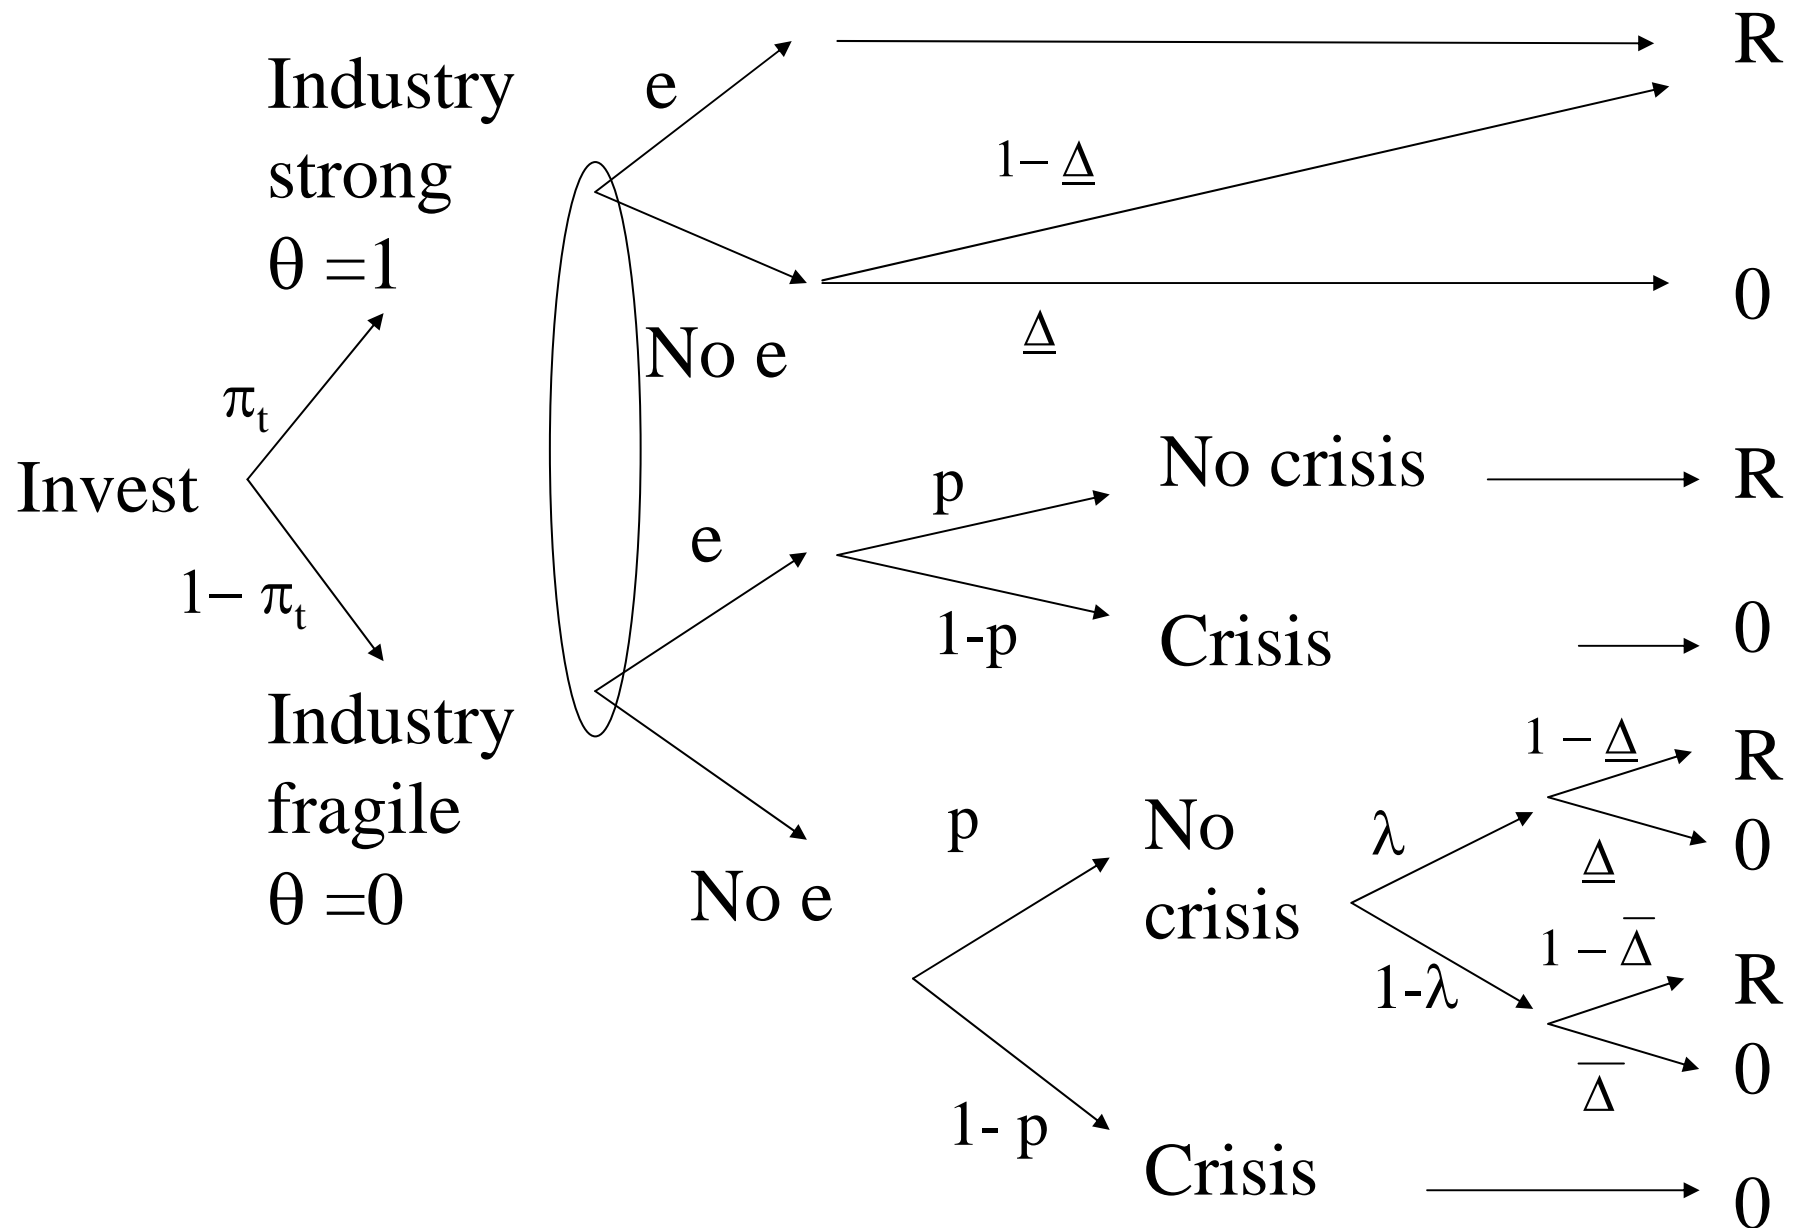 R
Industry
strong
θ =1
e
1– Δ
0
No e
Δ
π_t
Invest
1– π_t
No crisis
R
p
e
1-p
Crisis
0
Industry
fragile
θ =0
1 – Δ
R
p
No
crisis
λ
Δ
0
No e
1 – Δ̅
R
1-λ
Δ̅
0
1- p
Crisis
0